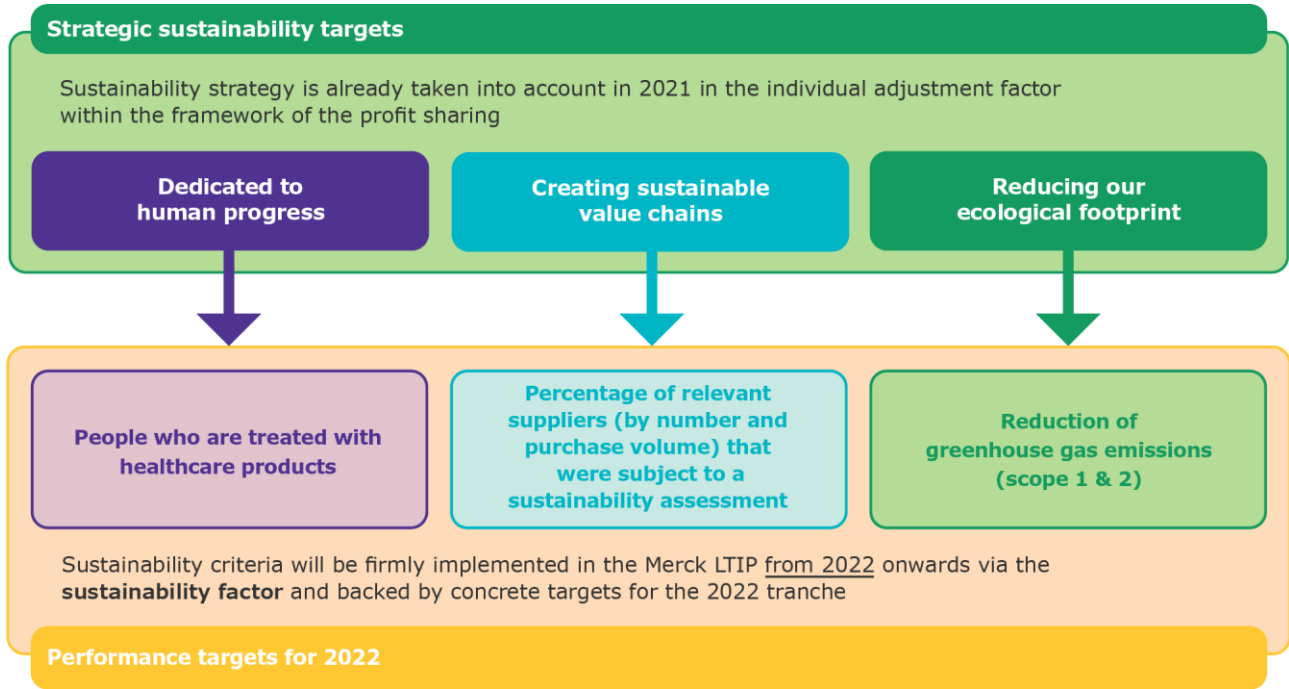 Strategic sustainability targets
Sustainability strategy is already taken into account in 2021 in the individual adjustment factor
within the framework of the profit sharing
Dedicated to
human progress
Creating sustainable
value chains
Reducing our
ecological footprint
People who are treated with
healthcare products
Percentage of relevant
suppliers (by number and
purchase volume) that
were subject to a
sustainability assessment
Reduction of
greenhouse gas emissions
(scope 1 & 2)
Sustainability criteria will be firmly implemented in the Merck LTIP from 2022 onwards via the
sustainability factor and backed by concrete targets for the 2022 tranche
Performance targets for 2022